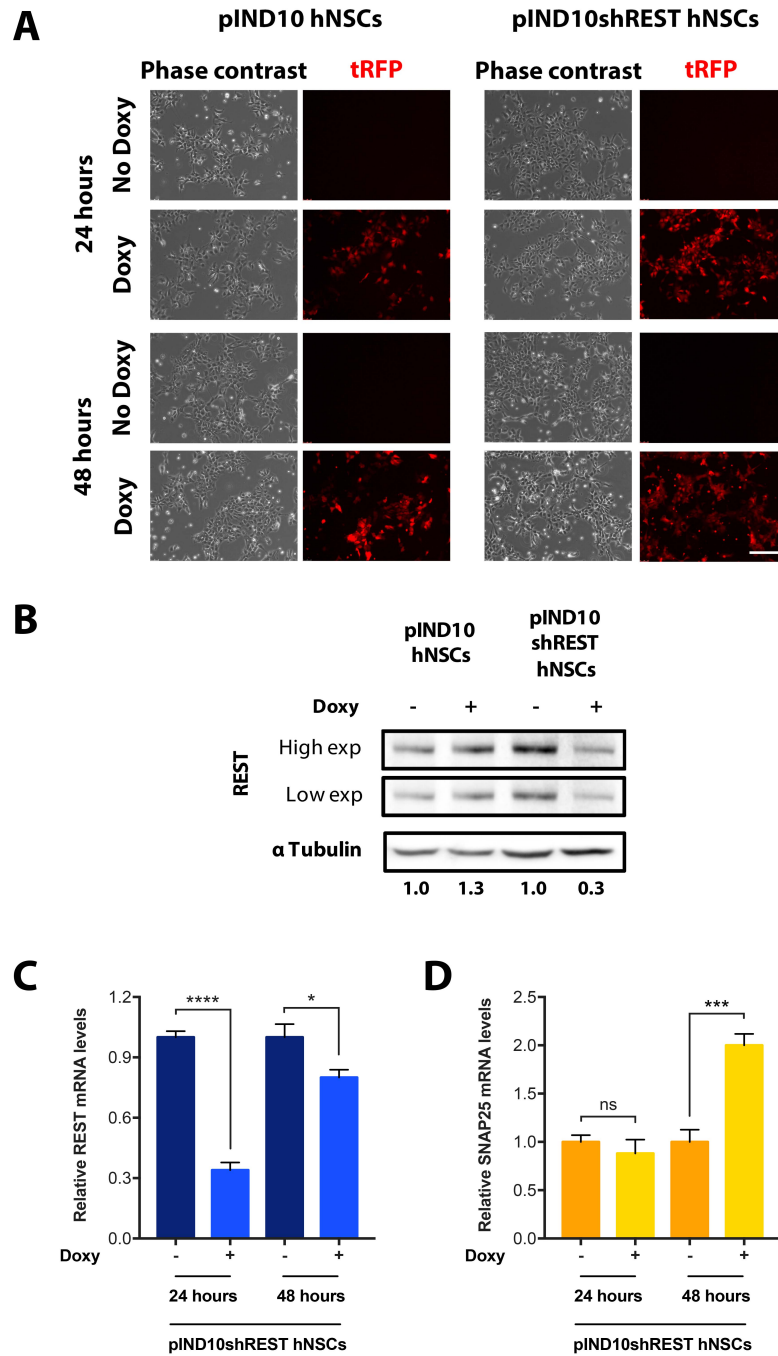 A
pIND10 hNSCs
pIND10shREST hNSCs
Phase contrast
tRFP
Phase contrast
tRFP
24 hours
No Doxy
Doxy
48 hours
No Doxy
Doxy
B
pIND10
hNSCs
pIND10
shREST
hNSCs
Doxy - + - +
REST
High exp
Low exp
α Tubulin
1.0 1.3 1.0 0.3
C
Relative REST mRNA levels
1.2
0.9
0.6
0.3
0.0
****
*
Doxy - + - +
24 hours 48 hours
pIND10shREST hNSCs
D
Relative SNAP25 mRNA levels
2.5
2.0
1.5
1.0
0.5
0.0
ns
***
Doxy - + - +
24 hours 48 hours
pIND10shREST hNSCs